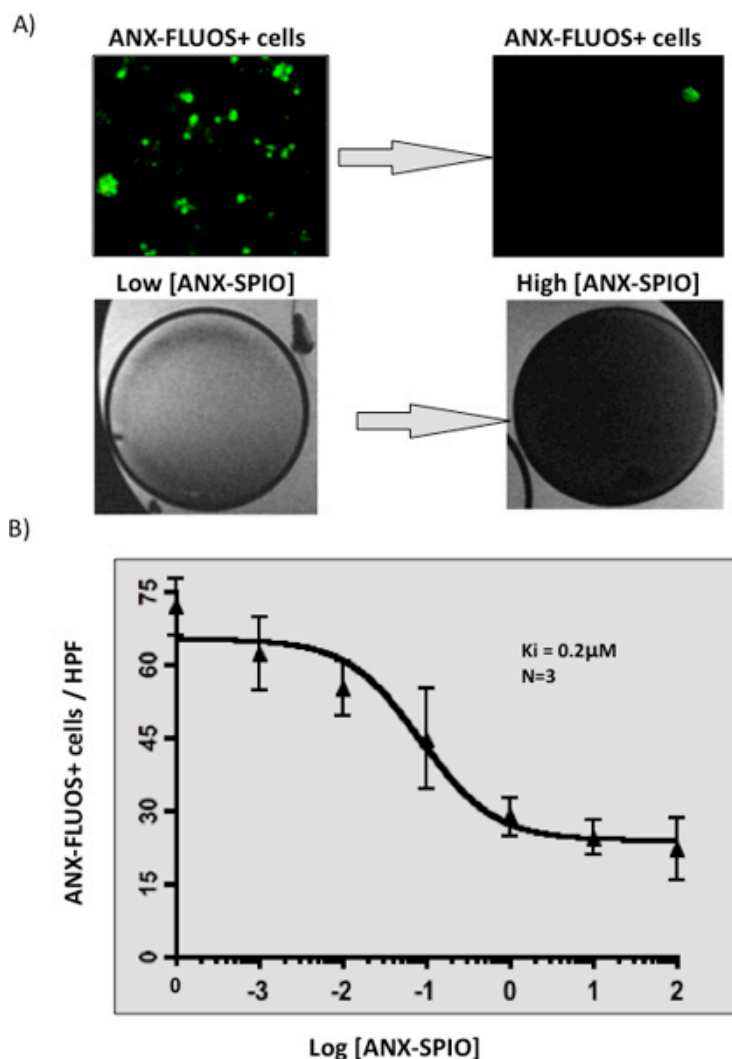 A)
ANX-FLUOS+ cells
ANX-FLUOS+ cells
Low [ANX-SPIO]
High [ANX-SPIO]
B)
ANX-FLUOS+ cells / HPF
75
60
45
30
15
0
Ki = 0.2µM
N=3
0 -3 -2 -1 0 1 2
Log [ANX-SPIO]